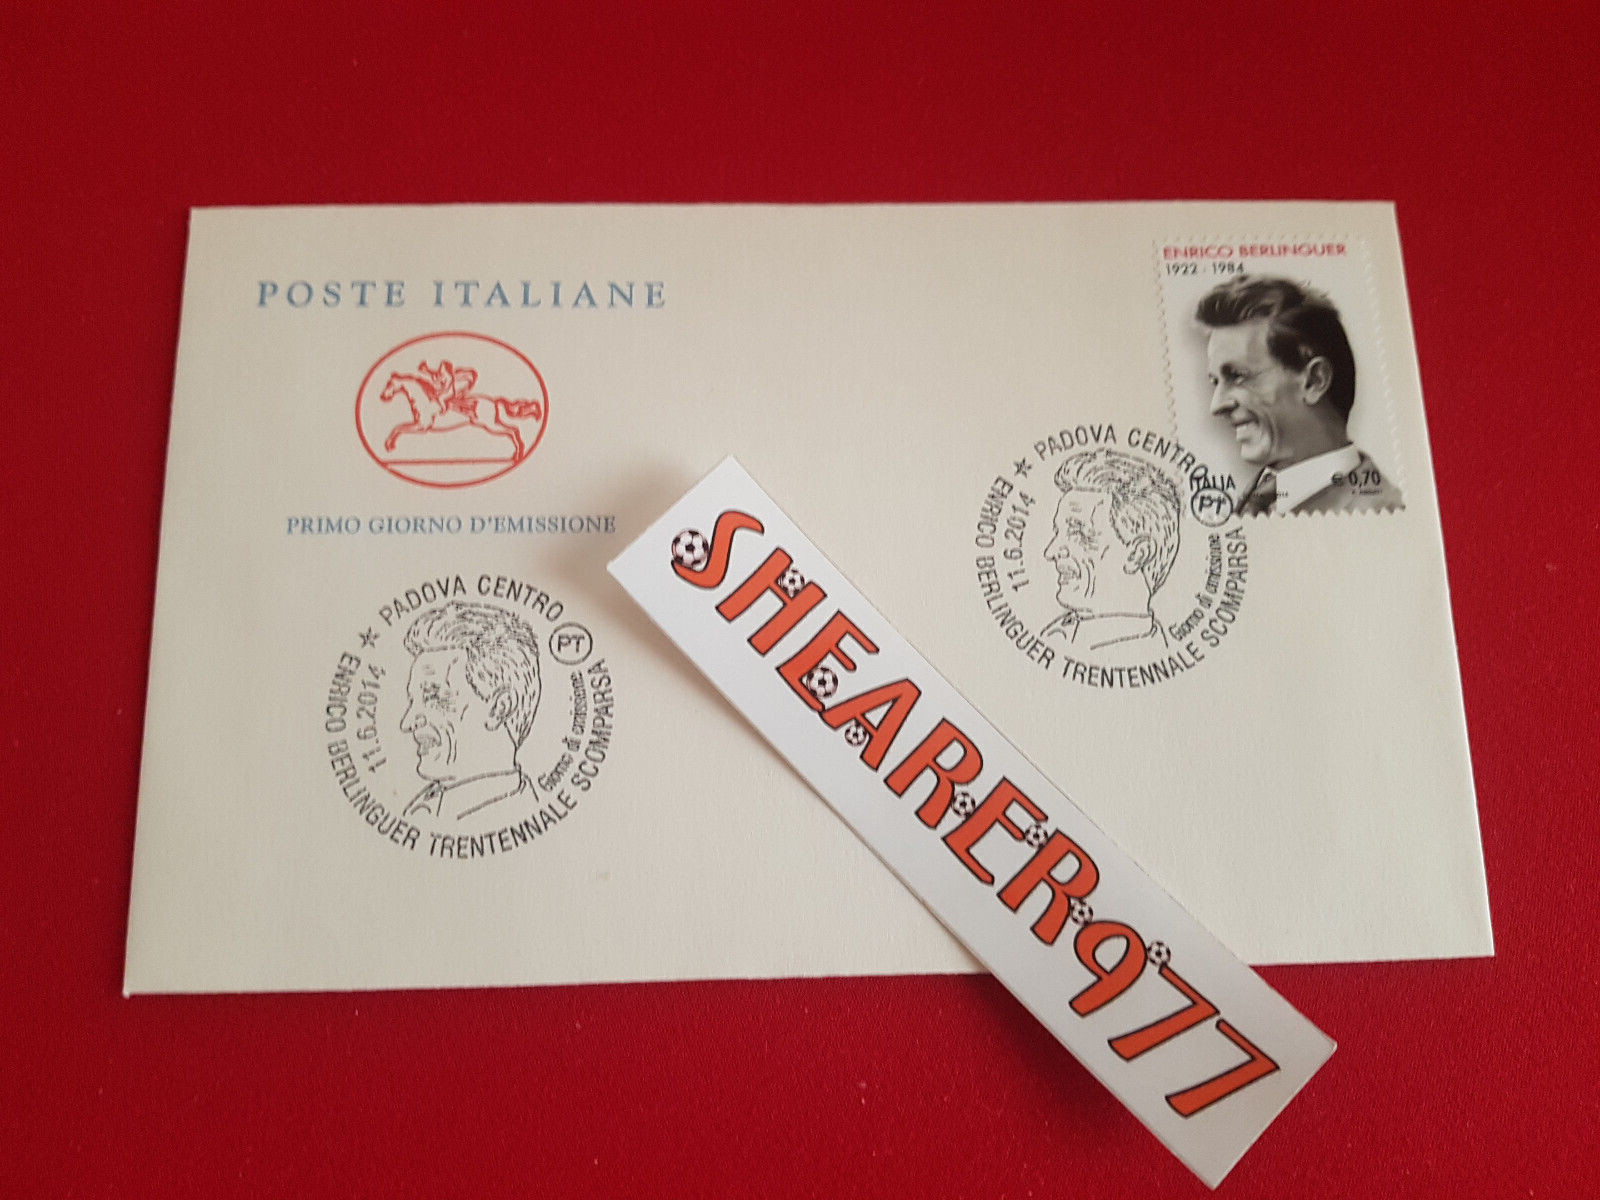 POSTE ITALIANE
PRIMO GIORNO D'EMISSIONE
ENRICO BERLINGUER
1922 - 1984
ITALIA
€ 0,70
PADOVA CENTRO
PT
11.6.2014
Giorno di emissione
ENRICO BERLINGUER TRENTENNALE SCOMPARSA
PADOVA CENTRO
PT
11.6.2014
Giorno di emissione
ENRICO BERLINGUER TRENTENNALE SCOMPARSA
SHEARER977